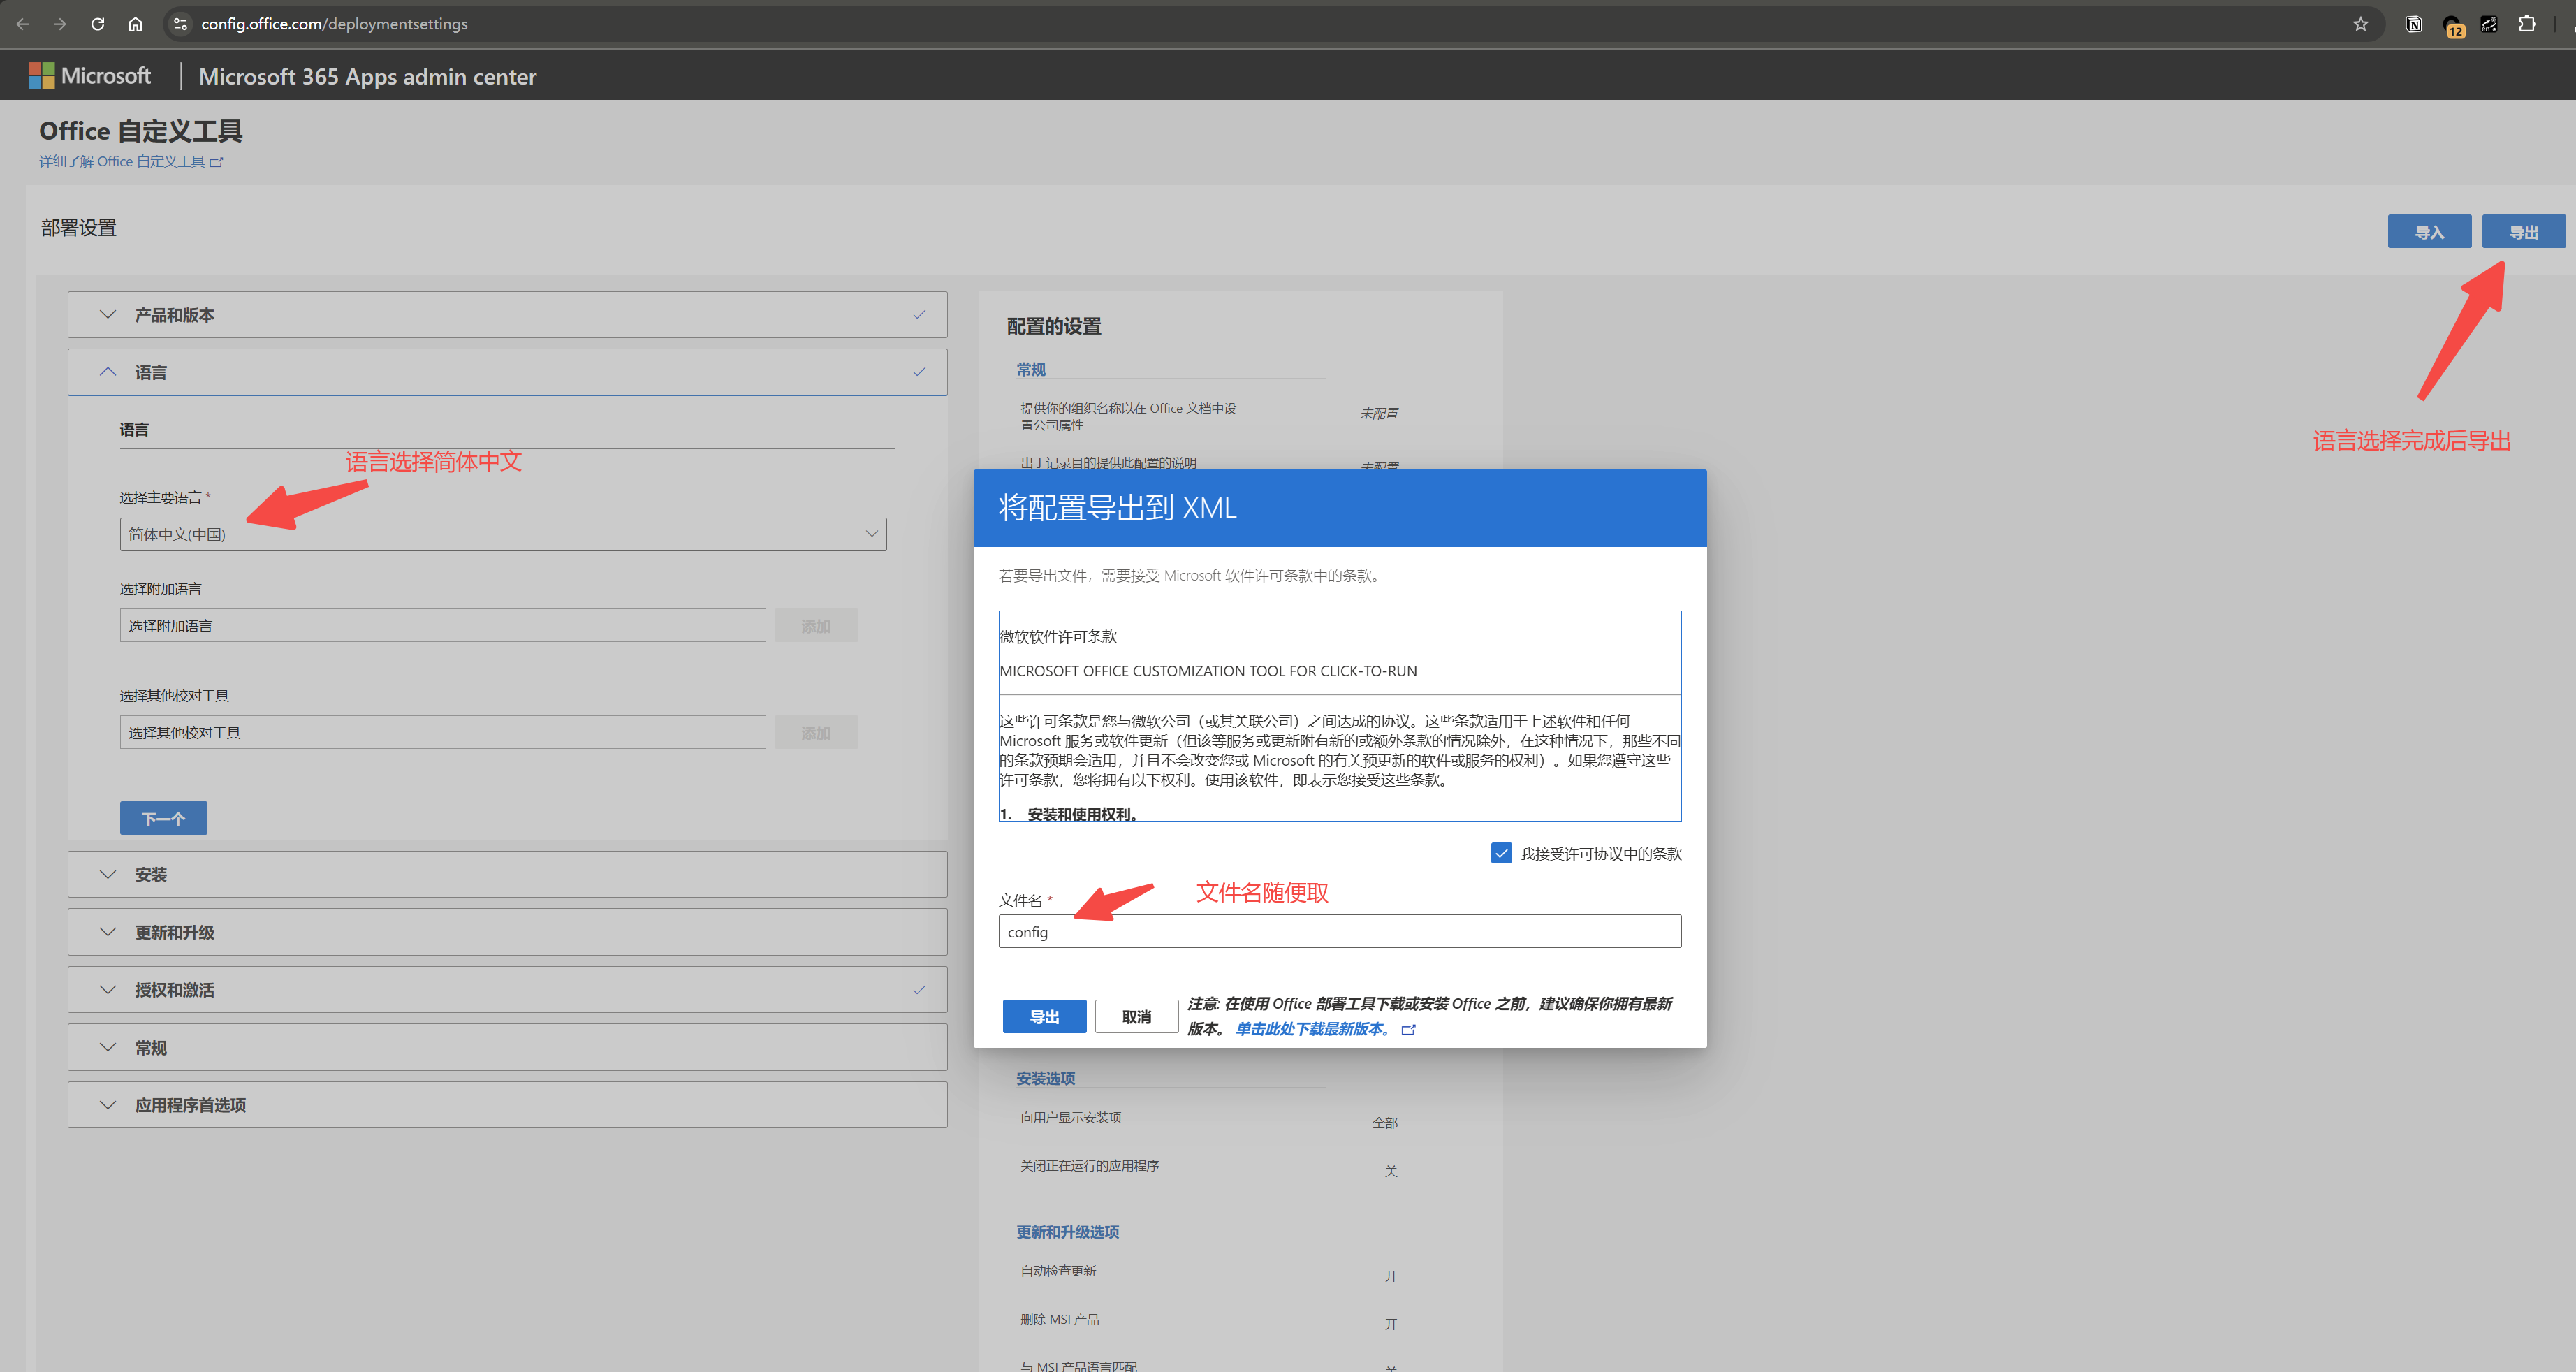 config.office.com/deploymentsettings
12
Microsoft
Microsoft 365 Apps admin center
Office 自定义工具
详细了解 Office 自定义工具
部署设置
导入
导出
产品和版本
语言
语言
语言选择简体中文
选择主要语言 *
简体中文(中国)
选择附加语言
选择附加语言
添加
选择其他校对工具
选择其他校对工具
添加
下一个
安装
更新和升级
授权和激活
常规
应用程序首选项
配置的设置
常规
提供你的组织名称以在 Office 文档中设
置公司属性
未配置
出于记录目的提供此配置的说明
未配置
语言选择完成后导出
将配置导出到 XML
若要导出文件，需要接受 Microsoft 软件许可条款中的条款。
微软软件许可条款
MICROSOFT OFFICE CUSTOMIZATION TOOL FOR CLICK-TO-RUN
这些许可条款是您与微软公司（或其关联公司）之间达成的协议。这些条款适用于上述软件和任何
Microsoft 服务或软件更新（但该等服务或更新附有新的或额外条款的情况除外，在这种情况下，那些不同
的条款预期会适用，并且不会改变您或 Microsoft 的有关预更新的软件或服务的权利）。如果您遵守这些
许可条款，您将拥有以下权利。使用该软件，即表示您接受这些条款。
1. 安装和使用权利。
我接受许可协议中的条款
文件名 *
文件名随便取
config
导出
取消
注意: 在使用 Office 部署工具下载或安装 Office 之前，建议确保你拥有最新
版本。 单击此处下载最新版本。
安装选项
向用户显示安装项
全部
关闭正在运行的应用程序
关
更新和升级选项
自动检查更新
开
删除 MSI 产品
开
与 MSI 产品语言匹配